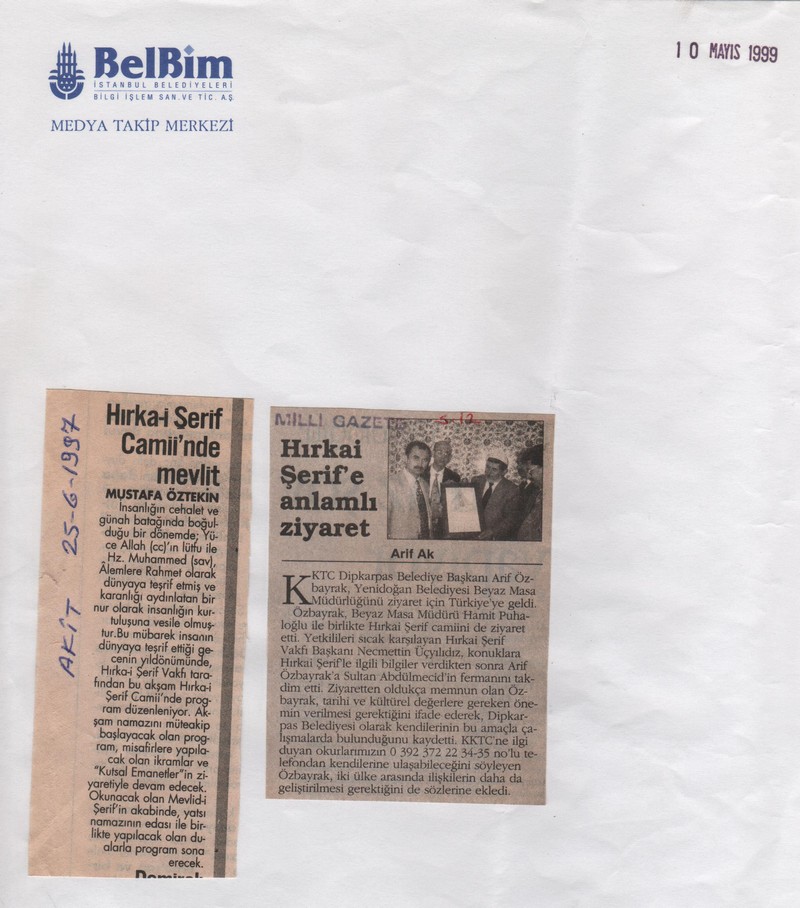 BelBim
İSTANBUL BELEDİYELERİ
BİLGİ İŞLEM SAN.VE TİC. A.Ş.
MEDYA TAKİP MERKEZİ
10 MAYIS 1999
AKİT 25-6-1997
Hırka-i Şerif
Camii'nde
mevlit
MUSTAFA ÖZTEKİN
İnsanlığın cehalet ve
günah batağında boğul-
duğu bir dönemde; Yü-
ce Allah (cc)'ın lütfu ile
Hz. Muhammed (sav),
Âlemlere Rahmet olarak
dünyaya teşrif etmiş ve
karanlığı aydınlatan bir
nur olarak insanlığın kur-
tuluşuna vesile olmuş-
tur.Bu mübarek insanın
dünyaya teşrif ettiği ge-
cenin yıldönümünde,
Hırka-i Şerif Vakfı tara-
fından bu akşam Hırka-i
Şerif Camii'nde prog-
ram düzenleniyor. Ak-
şam namazını müteakip
başlayacak olan prog-
ram, misafirlere yapıla-
cak olan ikramlar ve
"Kutsal Emanetler"in zi-
yaretiyle devam edecek.
Okunacak olan Mevlid-i
Şerif'in akabinde, yatsı
namazının edası ile bir-
likte yapılacak olan du-
alarla program sona
erecek.
MİLLİ GAZETE
S.12
Hırkai
Şerif'e
anlamlı
ziyaret
Arif Ak
KKTC Dipkarpas Belediye Başkanı Arif Öz-
bayrak, Yenidoğan Belediyesi Beyaz Masa
Müdürlüğünü ziyaret için Türkiye'ye geldi.
Özbayrak, Beyaz Masa Müdürü Hamit Puha-
loğlu ile birlikte Hırkai Şerif camiini de ziyaret
etti. Yetkilileri sıcak karşılayan Hırkai Şerif
Vakfı Başkanı Necmettin Üçyılıdız, konuklara
Hırkai Şerif'le ilgili bilgiler verdikten sonra Arif
Özbayrak'a Sultan Abdülmecid'in fermanını tak-
dim etti. Ziyaretten oldukça memnun olan Öz-
bayrak, tarihi ve kültürel değerlere gereken öne-
min verilmesi gerektiğini ifade ederek, Dipkar-
pas Belediyesi olarak kendilerinin bu amaçla ça-
lışmalarda bulunduğunu kaydetti. KKTC'ne ilgi
duyan okurlarımızın 0 392 372 22 34-35 no'lu te-
lefondan kendilerine ulaşabileceğini söyleyen
Özbayrak, iki ülke arasında ilişkilerin daha da
geliştirilmesi gerektiğini de sözlerine ekledi.